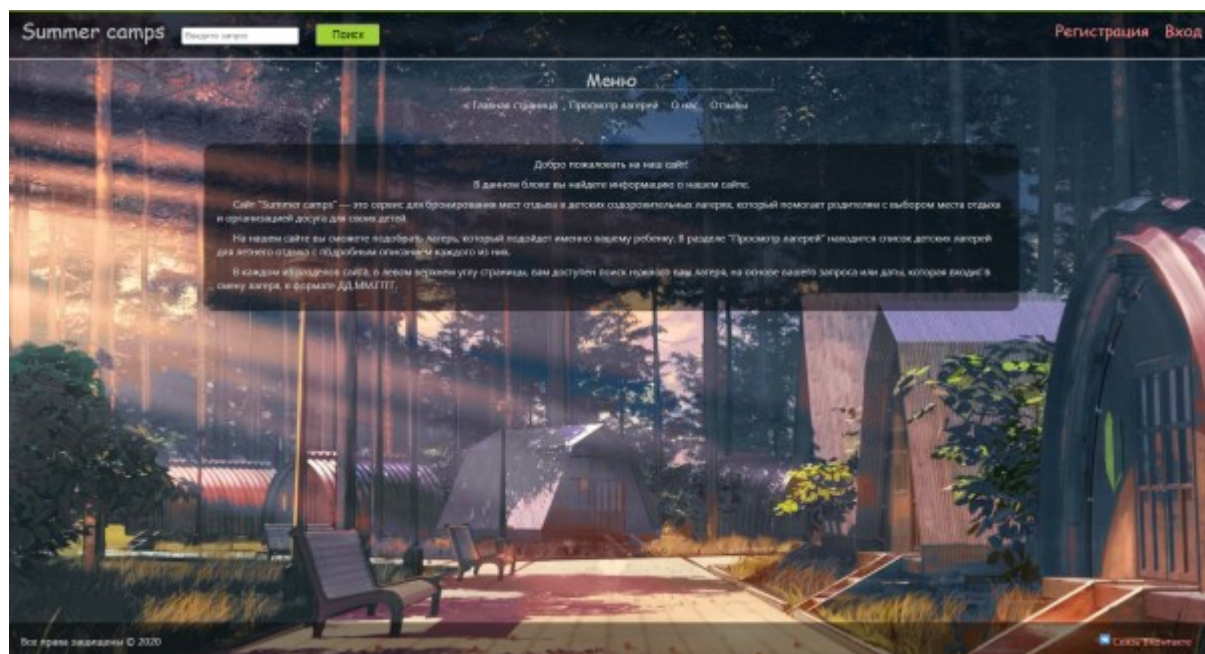 Summer camps
Введите запрос
Поиск
Регистрация Вход
Меню
« Главная страница Просмотр лагерей О нас Отзывы
Добро пожаловать на наш сайт!
В данном блоке вы найдете информацию о нашем сайте.
Сайт "Summer camps" — это сервис для бронирования мест отдыха в детских оздоровительных лагерях, который помогает родителям с выбором места отдыха
и организацией досуга для своих детей.
На нашем сайте вы сможете подобрать лагерь, который подойдет именно вашему ребенку. В разделе "Просмотр лагерей" находится список детских лагерей
для летнего отдыха с подробным описанием каждого из них.
В каждом из разделов сайта, в левом верхнем углу страницы, вам доступен поиск нужного вам лагеря, на основе вашего запроса или даты, которая входит в
смену лагеря, в формате ДД.ММ.ГГГГ.
Все права защищены © 2020
Связь ВКонтакте